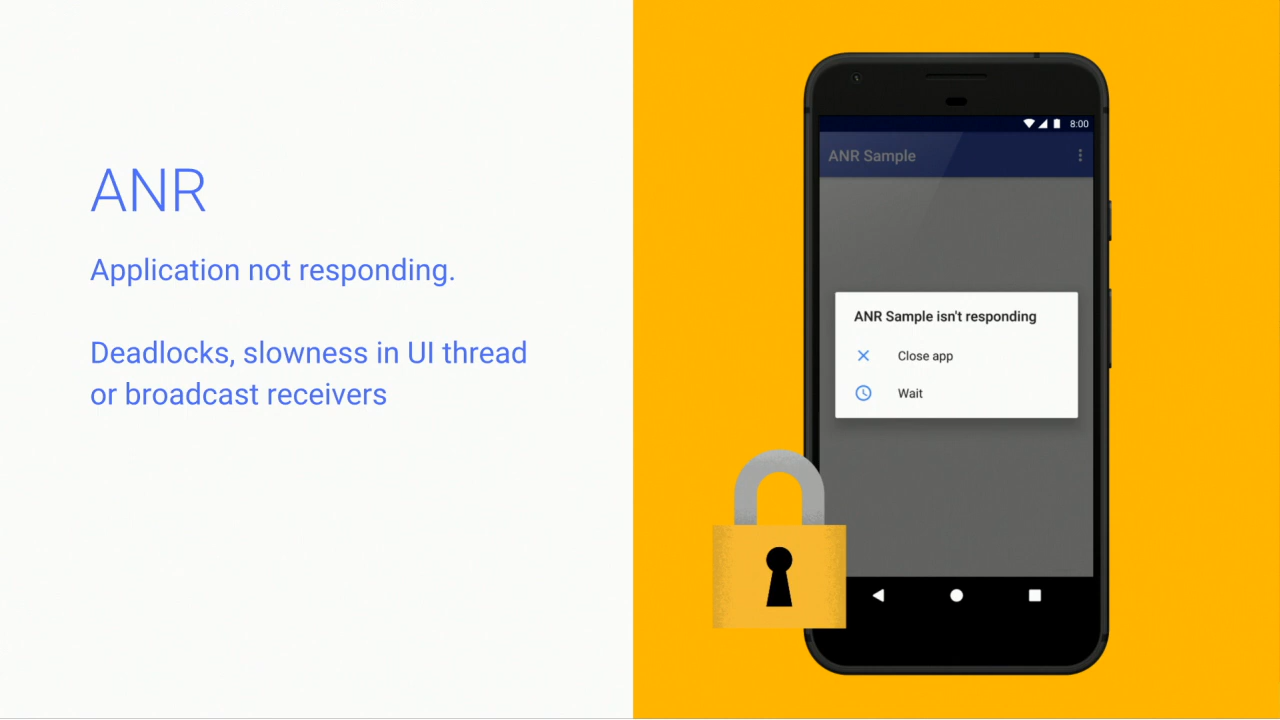 ANR
Application not responding.
Deadlocks, slowness in UI thread
or broadcast receivers
8:00
ANR Sample
ANR Sample isn't responding
Close app
Wait